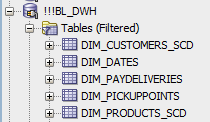 !!!BL_DWH
Tables (Filtered)
DIM_CUSTOMERS_SCD
DIM_DATES
DIM_PAYDELIVERIES
DIM_PICKUPPOINTS
DIM_PRODUCTS_SCD